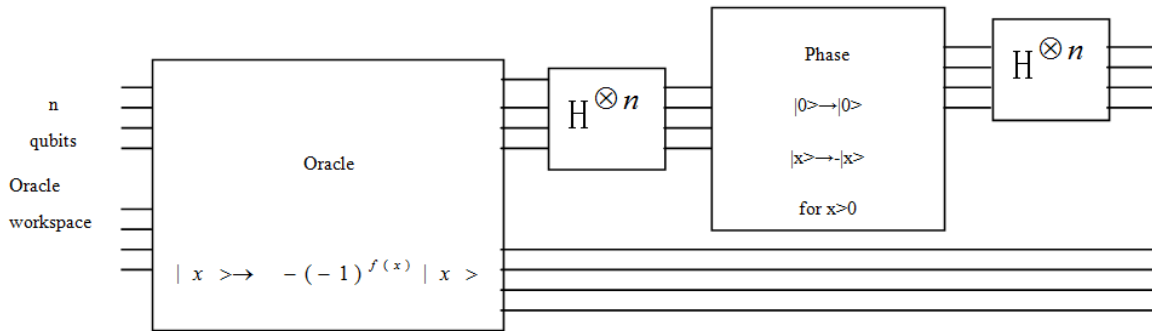 n
qubits
Oracle
workspace
Oracle
| x >→ -(-1)^{f(x)} | x >
H^{⊗n}
Phase
|0>→|0>
|x>→-|x>
for x>0
H^{⊗n}